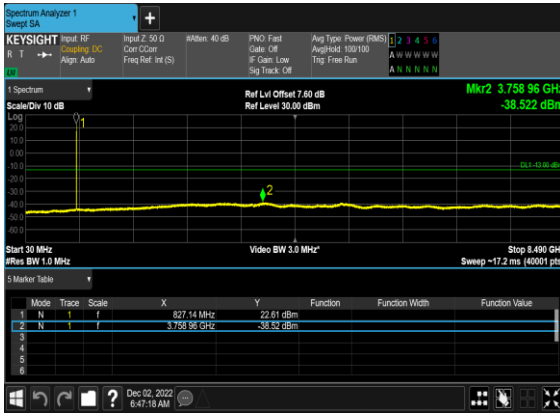 Spectrum Analyzer 1
Swept SA
+
KEYSIGHT Input: RF Input Z: 50 Ω #Atten: 40 dB PNO: Fast Avg Type: Power (RMS) 1 2 3 4 5 6
R T Coupling: DC Corr CCorr Gate: Off Avg|Hold: 100/100 A W W W W W
Align: Auto Freq Ref: Int (S) IF Gain: Low Trig: Free Run
Sig Track: Off A N N N N N
1 Spectrum
Scale/Div 10 dB
Ref Lvl Offset 7.60 dB
Ref Level 30.00 dBm
Mkr2 3.758 96 GHz
-38.522 dBm
Log
20.0
10.0
0.00
-10.0
-20.0
-30.0
-40.0
-50.0
-60.0
1
2
DL1 -13.00 dBm
Start 30 MHz Video BW 3.0 MHz* Stop 8.490 GHz
#Res BW 1.0 MHz Sweep ~17.2 ms (40001 pts)
5 Marker Table
Mode Trace Scale X Y Function Function Width Function Value
1 N 1 f 827.14 MHz 22.61 dBm
2 N 1 f 3.758 96 GHz -38.52 dBm
3
4
5
6
? Dec 02, 2022
6:47:18 AM